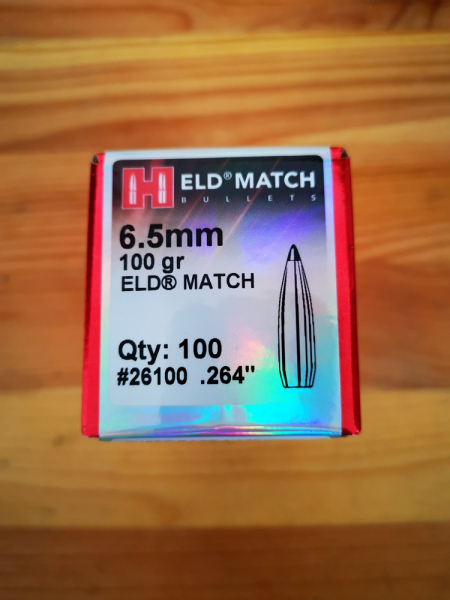 H ELD® MATCH
BULLETS
6.5mm
100 gr
ELD® MATCH
Qty: 100
#26100 .264"